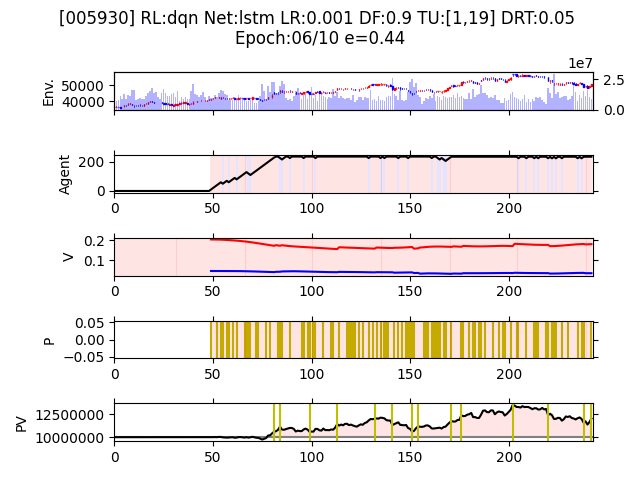 [005930] RL:dqn Net:lstm LR:0.001 DF:0.9 TU:[1,19] DRT:0.05
Epoch:06/10 e=0.44
1e7
Env.
50000
40000
2.5
0.0
Agent
200
0
0 50 100 150 200
V
0.2
0.1
0 50 100 150 200
P
0.05
0.00
−0.05
0 50 100 150 200
PV
12500000
10000000
0 50 100 150 200